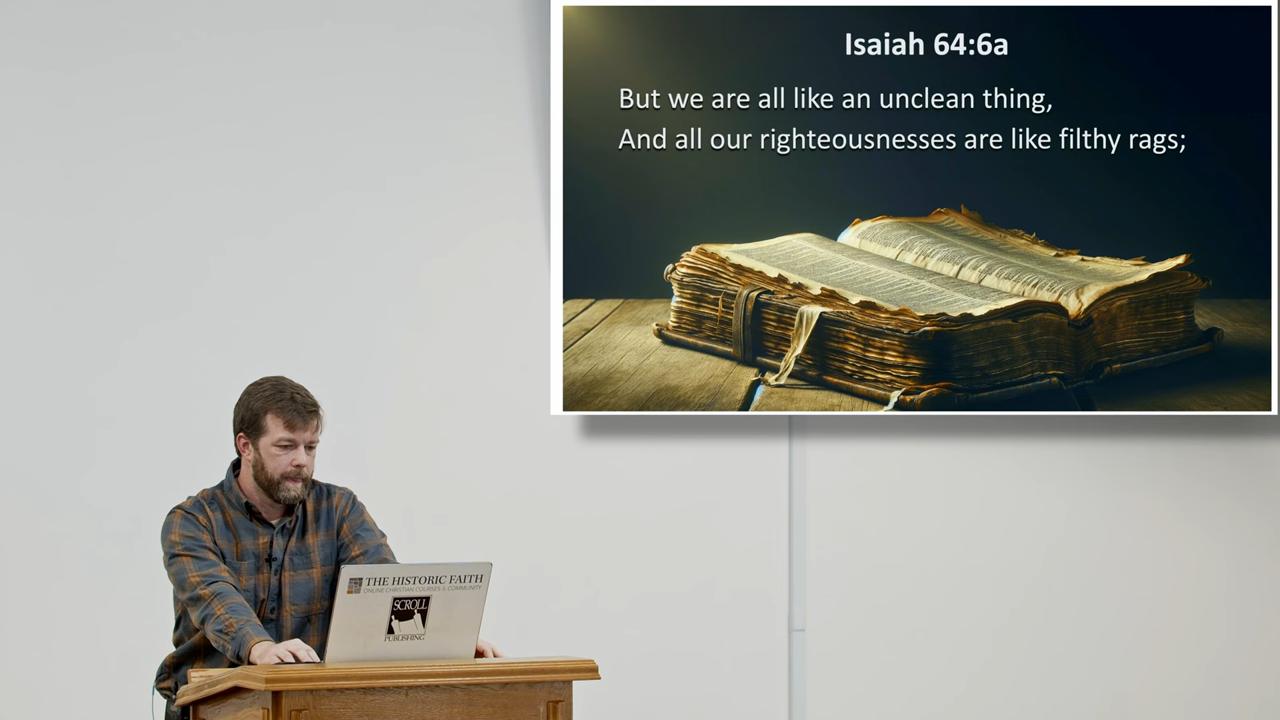 Isaiah 64:6a
But we are all like an unclean thing,
And all our righteousnesses are like filthy rags;
THE HISTORIC FAITH
ONLINE CHRISTIAN COURSES & COMMUNITY
SCROLL
PUBLISHING